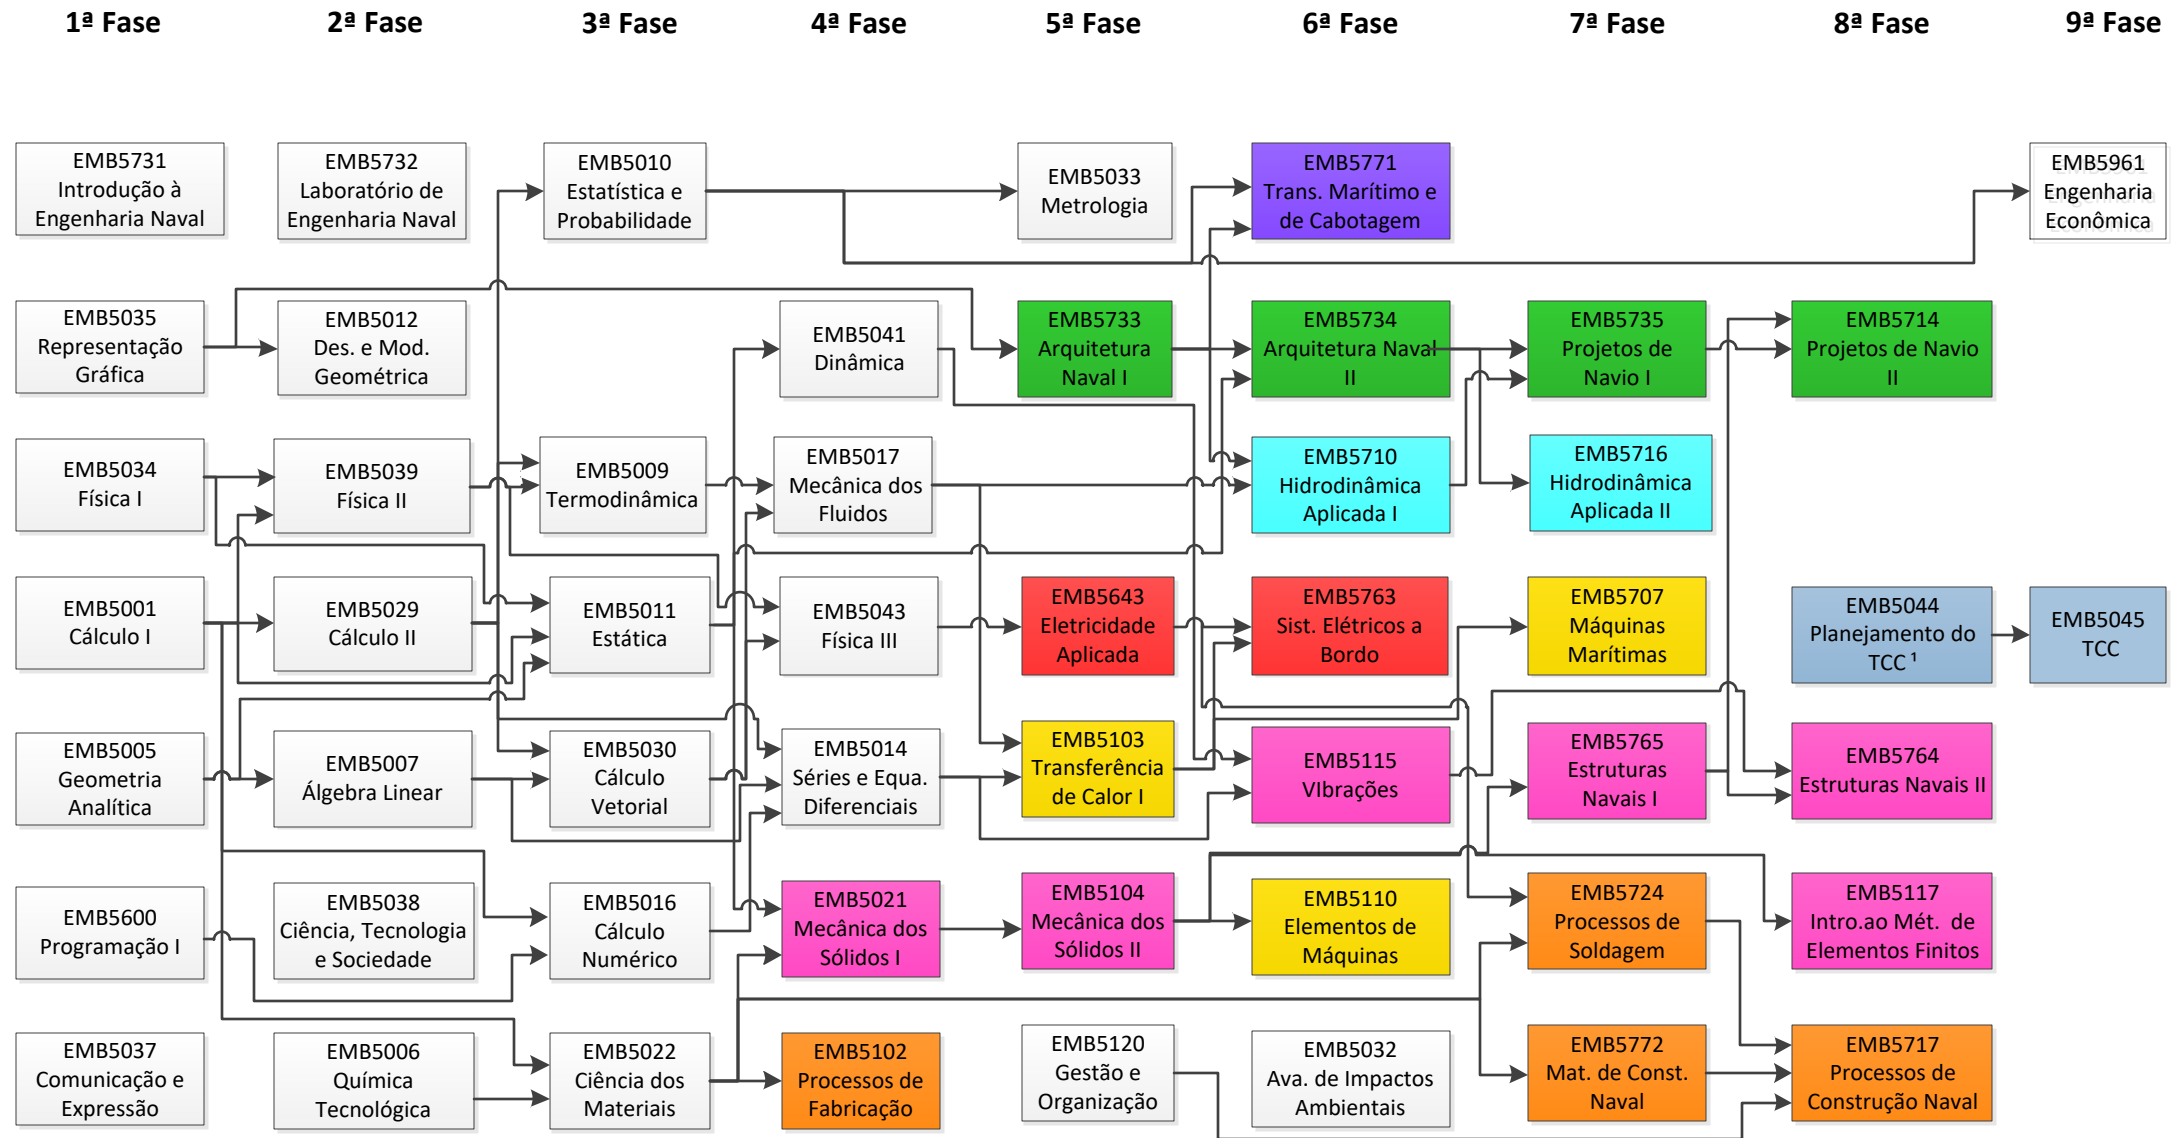 1ª Fase
2ª Fase
3ª Fase
4ª Fase
5ª Fase
6ª Fase
7ª Fase
8ª Fase
9ª Fase
EMB5731
Introdução à
Engenharia Naval
EMB5732
Laboratório de
Engenharia Naval
EMB5010
Estatística e
Probabilidade
EMB5033
Metrologia
EMB5771
Trans. Marítimo e
de Cabotagem
EMB5961
Engenharia
Econômica
EMB5035
Representação
Gráfica
EMB5012
Des. e Mod.
Geométrica
EMB5041
Dinâmica
EMB5733
Arquitetura
Naval I
EMB5734
Arquitetura Naval
II
EMB5735
Projetos de
Navio I
EMB5714
Projetos de Navio
II
EMB5034
Física I
EMB5039
Física II
EMB5009
Termodinâmica
EMB5017
Mecânica dos
Fluidos
EMB5710
Hidrodinâmica
Aplicada I
EMB5716
Hidrodinâmica
Aplicada II
EMB5001
Cálculo I
EMB5029
Cálculo II
EMB5011
Estática
EMB5043
Física III
EMB5643
Eletricidade
Aplicada
EMB5763
Sist. Elétricos a
Bordo
EMB5707
Máquinas
Marítimas
EMB5044
Planejamento do
TCC ¹
EMB5045
TCC
EMB5005
Geometria
Analítica
EMB5007
Álgebra Linear
EMB5030
Cálculo
Vetorial
EMB5014
Séries e Equa.
Diferenciais
EMB5103
Transferência
de Calor I
EMB5115
VIbrações
EMB5765
Estruturas
Navais I
EMB5764
Estruturas Navais II
EMB5600
Programação I
EMB5038
Ciência, Tecnologia
e Sociedade
EMB5016
Cálculo
Numérico
EMB5021
Mecânica dos
Sólidos I
EMB5104
Mecânica dos
Sólidos II
EMB5110
Elementos de
Máquinas
EMB5724
Processos de
Soldagem
EMB5117
Intro.ao Mét. de
Elementos Finitos
EMB5037
Comunicação e
Expressão
EMB5006
Química
Tecnológica
EMB5022
Ciência dos
Materiais
EMB5102
Processos de
Fabricação
EMB5120
Gestão e
Organização
EMB5032
Ava. de Impactos
Ambientais
EMB5772
Mat. de Const.
Naval
EMB5717
Processos de
Construção Naval